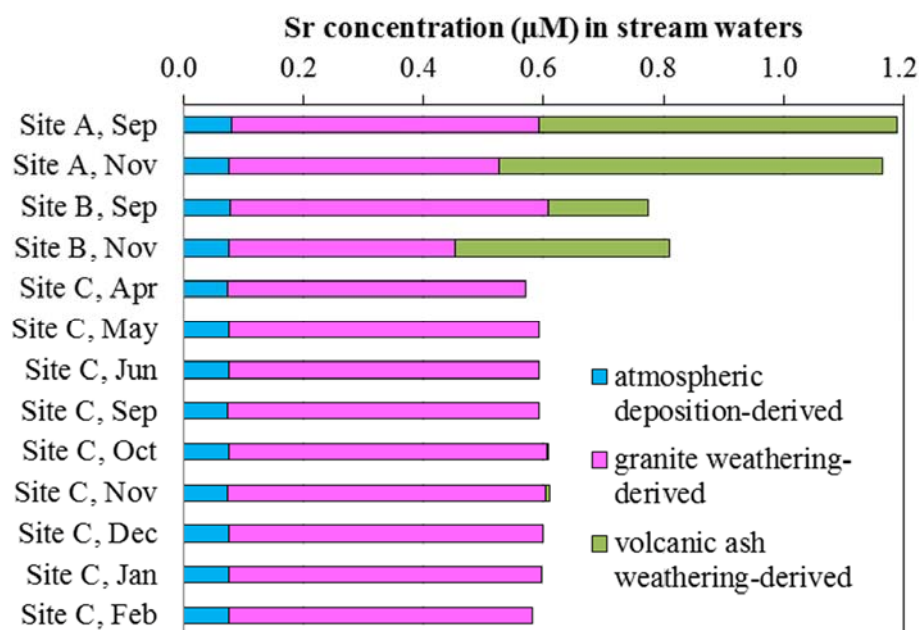 Sr concentration (μM) in stream waters
0.0 0.2 0.4 0.6 0.8 1.0 1.2
Site A, Sep
Site A, Nov
Site B, Sep
Site B, Nov
Site C, Apr
Site C, May
Site C, Jun
Site C, Sep
Site C, Oct
Site C, Nov
Site C, Dec
Site C, Jan
Site C, Feb
atmospheric
deposition-derived
granite weathering-
derived
volcanic ash
weathering-derived